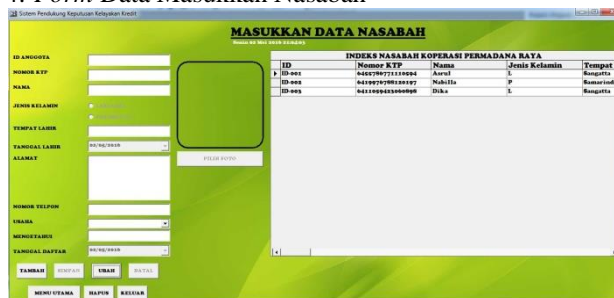 4. Form Data Masukkan Nasabah
Sistem Pendukung Keputusan Kelayakan Kredit
MASUKKAN DATA NASABAH
INDEKS NASABAH KOPERASI PERMADANA RAYA
ID Nomor KTP Nama Jenis Kelamin Tempat
ID-001 Asrul L Sangatta
ID-002 Nabilla P Samarind
ID-003 Dika L Sangatta
ID ANGGOTA
NOMOR KTP
NAMA
JENIS KELAMIN
TEMPAT LAHIR
TANGGAL LAHIR
ALAMAT
PILIH FOTO
NOMOR TELPON
USAHA
MENGETAHUI
TANGGAL DAFTAR
TAMBAH SIMPAN UBAH BATAL
MENU UTAMA HAPUS KELUAR